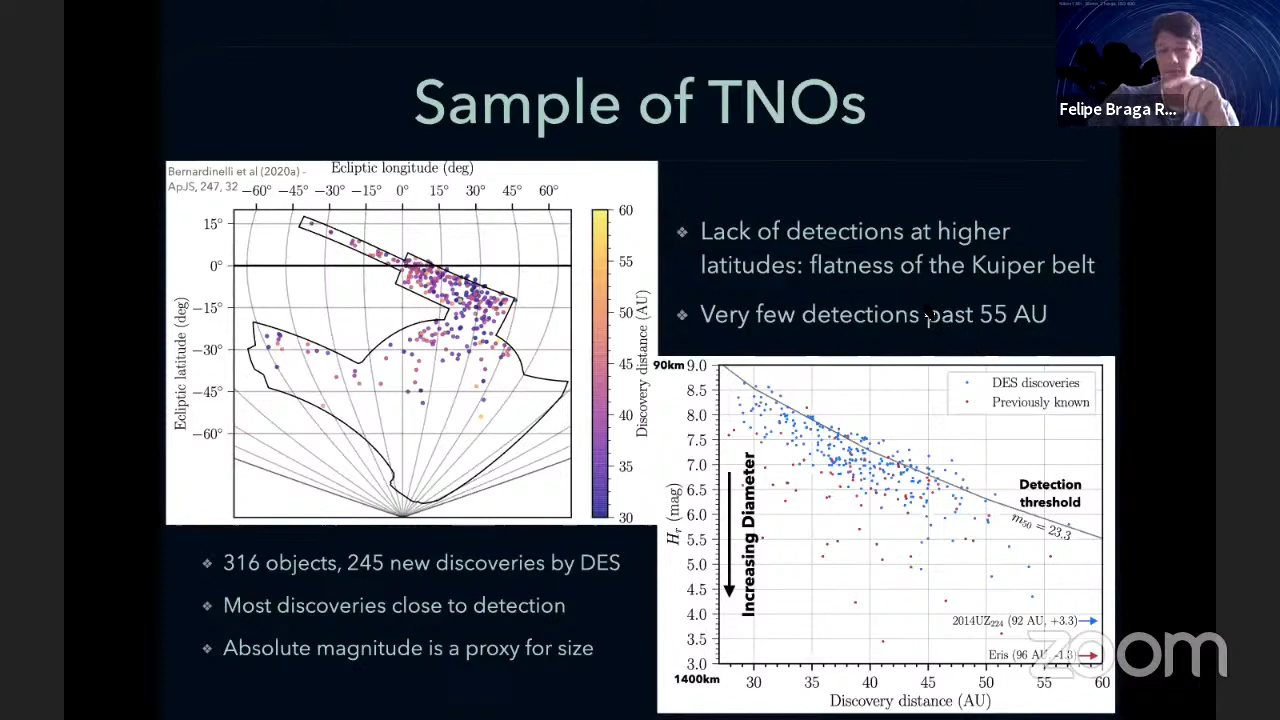 Felipe Braga R...
Sample of TNOs
Bernardinelli et al (2020a) -
ApJS, 247, 32
Ecliptic longitude (deg)
−60° −45° −30° −15° 0° 15° 30° 45° 60°
15°
0°
−15°
−30°
−45°
−60°
Ecliptic latitude (deg)
60
55
50
45
40
35
30
Discovery distance (AU)
❖ Lack of detections at higher
latitudes: flatness of the Kuiper belt
❖ Very few detections past 55 AU
❖ 316 objects, 245 new discoveries by DES
❖ Most discoveries close to detection
❖ Absolute magnitude is a proxy for size
90km
9.0
8.5
8.0
7.5
7.0
6.5
6.0
5.5
5.0
4.5
4.0
3.5
3.0
1400km
H_r (mag)
Increasing Diameter
DES discoveries
Previously known
Detection
threshold
m₅₀ = 23.3
2014UZ₂₂₄ (92 AU, +3.3)
Eris (96 AU, -1.8)
30 35 40 45 50 55 60
Discovery distance (AU)
zoom